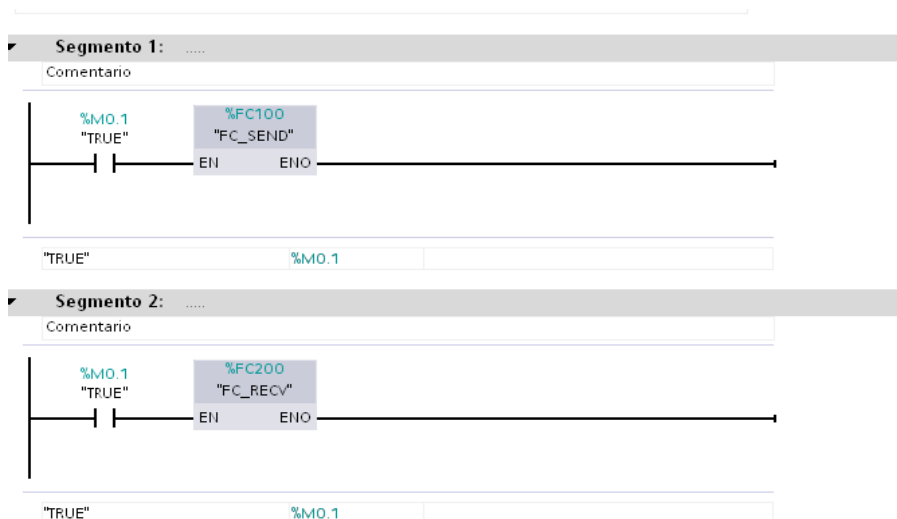 Segmento 1: .....
Comentario
%M0.1
"TRUE"
%FC100
"FC_SEND"
EN ENO
"TRUE" %M0.1
Segmento 2: .....
Comentario
%M0.1
"TRUE"
%FC200
"FC_RECV"
EN ENO
"TRUE" %M0.1